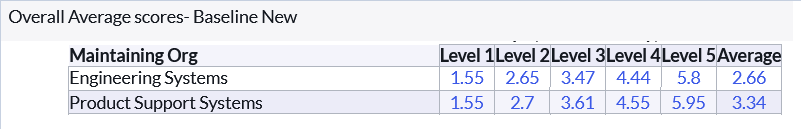 Overall Average scores- Baseline New
Maintaining Org Level 1 Level 2 Level 3 Level 4 Level 5 Average
Engineering Systems 1.55 2.65 3.47 4.44 5.8 2.66
Product Support Systems 1.55 2.7 3.61 4.55 5.95 3.34